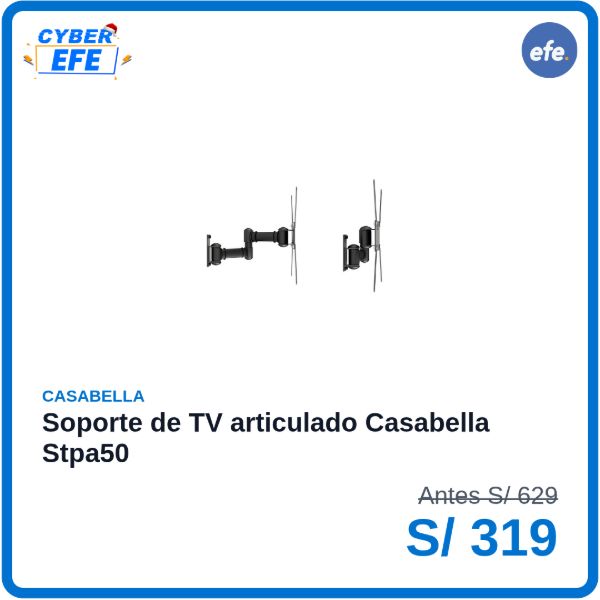 CYBER
EFE
efe.
CASABELLA
Soporte de TV articulado Casabella
Stpa50
Antes S/ 629
S/ 319